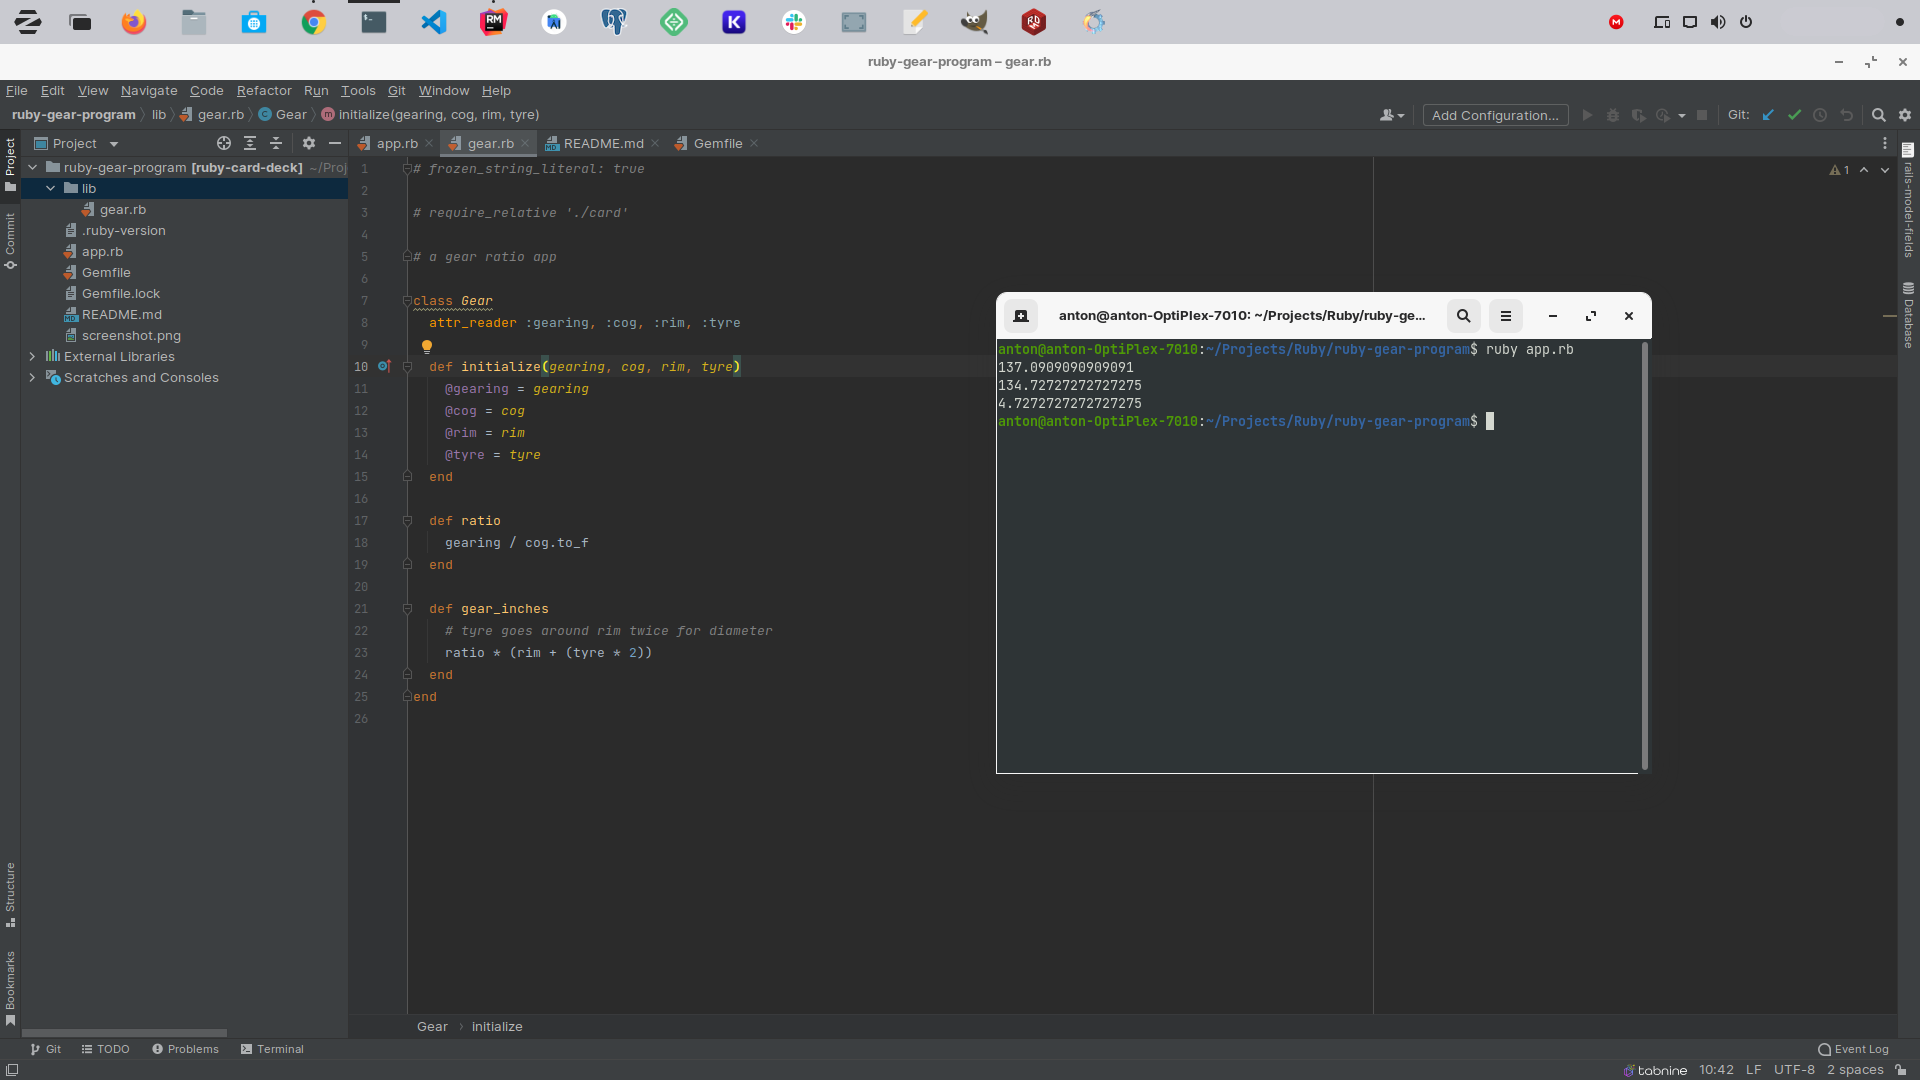 ruby-gear-program – gear.rb
File Edit View Navigate Code Refactor Run Tools Git Window Help
ruby-gear-program lib gear.rb Gear initialize(gearing, cog, rim, tyre)
Add Configuration...
Git:
Project
Commit
Structure
Bookmarks
Project
ruby-gear-program [ruby-card-deck] ~/Proj
lib
gear.rb
.ruby-version
app.rb
Gemfile
Gemfile.lock
README.md
screenshot.png
External Libraries
Scratches and Consoles
app.rb gear.rb README.md Gemfile
1 # frozen_string_literal: true
2
3 # require_relative './card'
4
5 # a gear ratio app
6
7 class Gear
8 attr_reader :gearing, :cog, :rim, :tyre
9
10 def initialize(gearing, cog, rim, tyre)
11 @gearing = gearing
12 @cog = cog
13 @rim = rim
14 @tyre = tyre
15 end
16
17 def ratio
18 gearing / cog.to_f
19 end
20
21 def gear_inches
22 # tyre goes around rim twice for diameter
23 ratio * (rim + (tyre * 2))
24 end
25 end
26
1
rails-model-fields
Database
anton@anton-OptiPlex-7010: ~/Projects/Ruby/ruby-ge...
anton@anton-OptiPlex-7010:~/Projects/Ruby/ruby-gear-program$ ruby app.rb
137.0909090909091
134.72727272727275
4.7272727272727275
anton@anton-OptiPlex-7010:~/Projects/Ruby/ruby-gear-program$
Gear initialize
Git TODO Problems Terminal
Event Log
tabnine 10:42 LF UTF-8 2 spaces